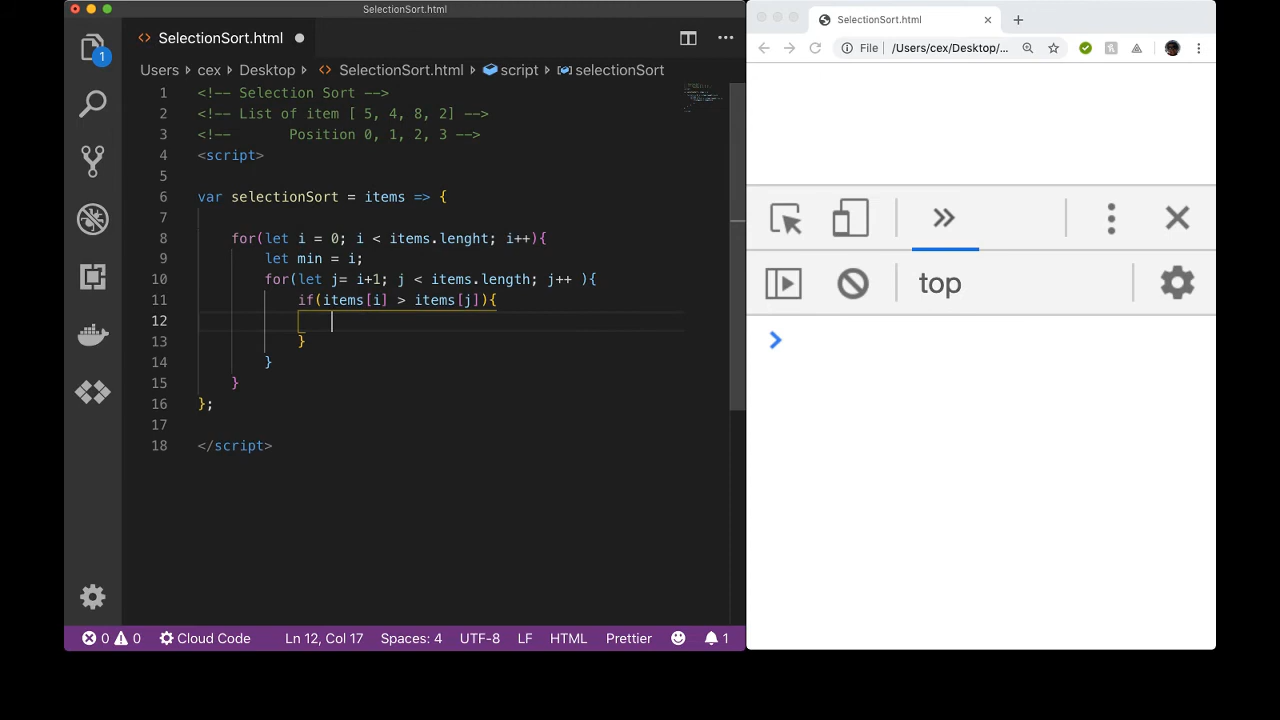 SelectionSort.html
SelectionSort.html
Users > cex > Desktop > SelectionSort.html > script > selectionSort
1
1 <!-- Selection Sort -->
2 <!-- List of item [ 5, 4, 8, 2] -->
3 <!--       Position 0, 1, 2, 3 -->
4 <script>
5
6 var selectionSort = items => {
7
8     for(let i = 0; i < items.lenght; i++){
9         let min = i;
10         for(let j= i+1; j < items.length; j++ ){
11             if(items[i] > items[j]){
12
13             }
14         }
15     }
16 };
17
18 </script>
0 0 Cloud Code Ln 12, Col 17 Spaces: 4 UTF-8 LF HTML Prettier 1
SelectionSort.html
File | /Users/cex/Desktop/...
top